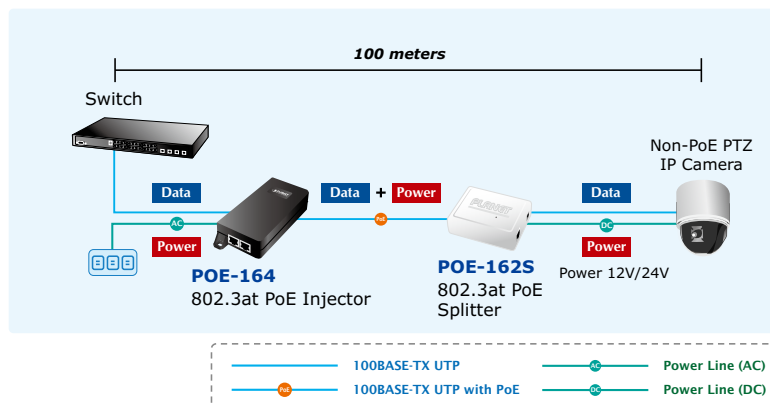 100 meters
Switch
Non-PoE PTZ
IP Camera
Data
Data + Power
Data
AC
PoE
DC
Power
Power
PLANET
POE-164
802.3at PoE Injector
POE-162S
802.3at PoE
Splitter
Power 12V/24V
100BASE-TX UTP
AC
Power Line (AC)
PoE
100BASE-TX UTP with PoE
DC
Power Line (DC)